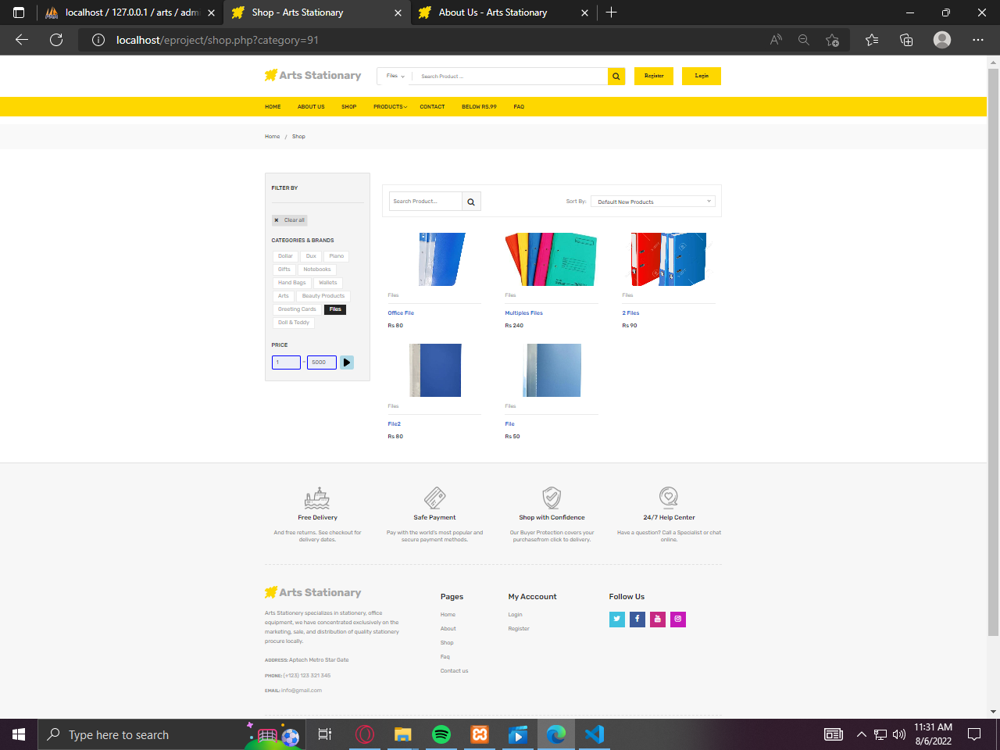 localhost / 127.0.0.1 / arts / admi
Shop - Arts Stationary
About Us - Arts Stationary
localhost/eproject/shop.php?category=91
Arts Stationary
Files
Search Product ...
Register
Login
HOME
ABOUT US
SHOP
PRODUCTS
CONTACT
BELOW RS.99
FAQ
Home / Shop
FILTER BY
Clear all
CATEGORIES & BRANDS
Dollar
Dux
Piano
Gifts
Notebooks
Hand Bags
Wallets
Arts
Beauty Products
Greeting Cards
Files
Doll & Teddy
PRICE
1 - 5000
Search Product...
Sort By:
Default New Products
Files
Office File
Rs 80
Files
Multiples Files
Rs 240
Files
2 Files
Rs 90
Files
File2
Rs 80
Files
File
Rs 50
Free Delivery
And free returns. See checkout for
delivery dates.
Safe Payment
Pay with the world's most popular and
secure payment methods.
Shop with Confidence
Our Buyer Protection covers your
purchasefrom click to delivery.
24/7 Help Center
Have a question? Call a Specialist or chat
online.
Arts Stationary
Arts Stationery specializes in stationery, office
equipment, we have concentrated exclusively on the
marketing, sale, and distribution of quality stationery
procure locally.
ADDRESS: Aptech Metro Star Gate
PHONE: (+123) 123 321 345
EMAIL: info@gmail.com
Pages
Home
About
Shop
Faq
Contact us
My Acccount
Login
Register
Follow Us
Type here to search
11:31 AM
8/6/2022